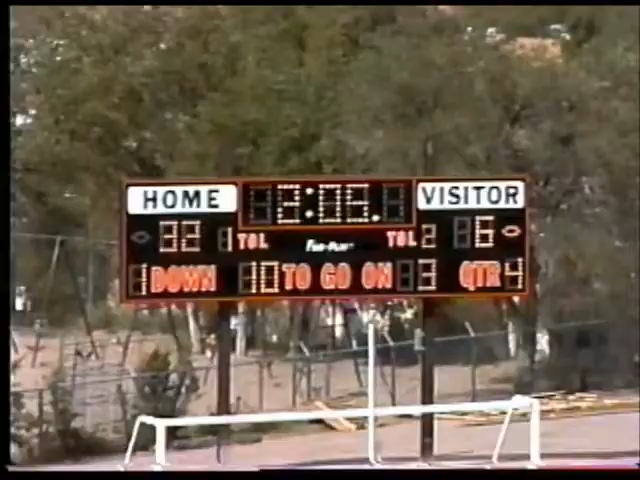 HOME 2:08. VISITOR
32 1 TOL FAIR-PLAY TOL 2 6
1 DOWN 10 TO GO ON 3 QTR 4